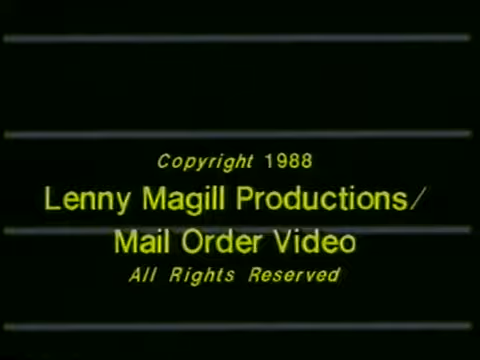 Copyright 1988
Lenny Magill Productions/
Mail Order Video
All Rights Reserved